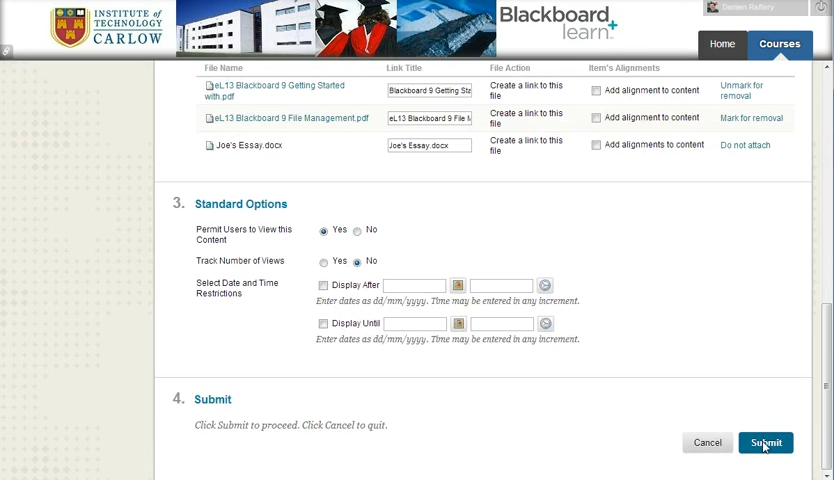 INSTITUTE of
TECHNOLOGY
CARLOW
Blackboard
learn+
Damien Raftery
Home
Courses
File Name
Link Title
File Action
Item's Alignments
eL13 Blackboard 9 Getting Started
with.pdf
Blackboard 9 Getting Sta
Create a link to this
file
Add alignment to content
Unmark for
removal
eL13 Blackboard 9 File Management.pdf
eL13 Blackboard 9 File M
Create a link to this
file
Add alignment to content
Mark for removal
Joe's Essay.docx
Joe's Essay.docx
Create a link to this
file
Add alignments to content
Do not attach
3. Standard Options
Permit Users to View this
Content
Yes No
Track Number of Views
Yes No
Select Date and Time
Restrictions
Display After
Enter dates as dd/mm/yyyy. Time may be entered in any increment.
Display Until
Enter dates as dd/mm/yyyy. Time may be entered in any increment.
4. Submit
Click Submit to proceed. Click Cancel to quit.
Cancel
Submit